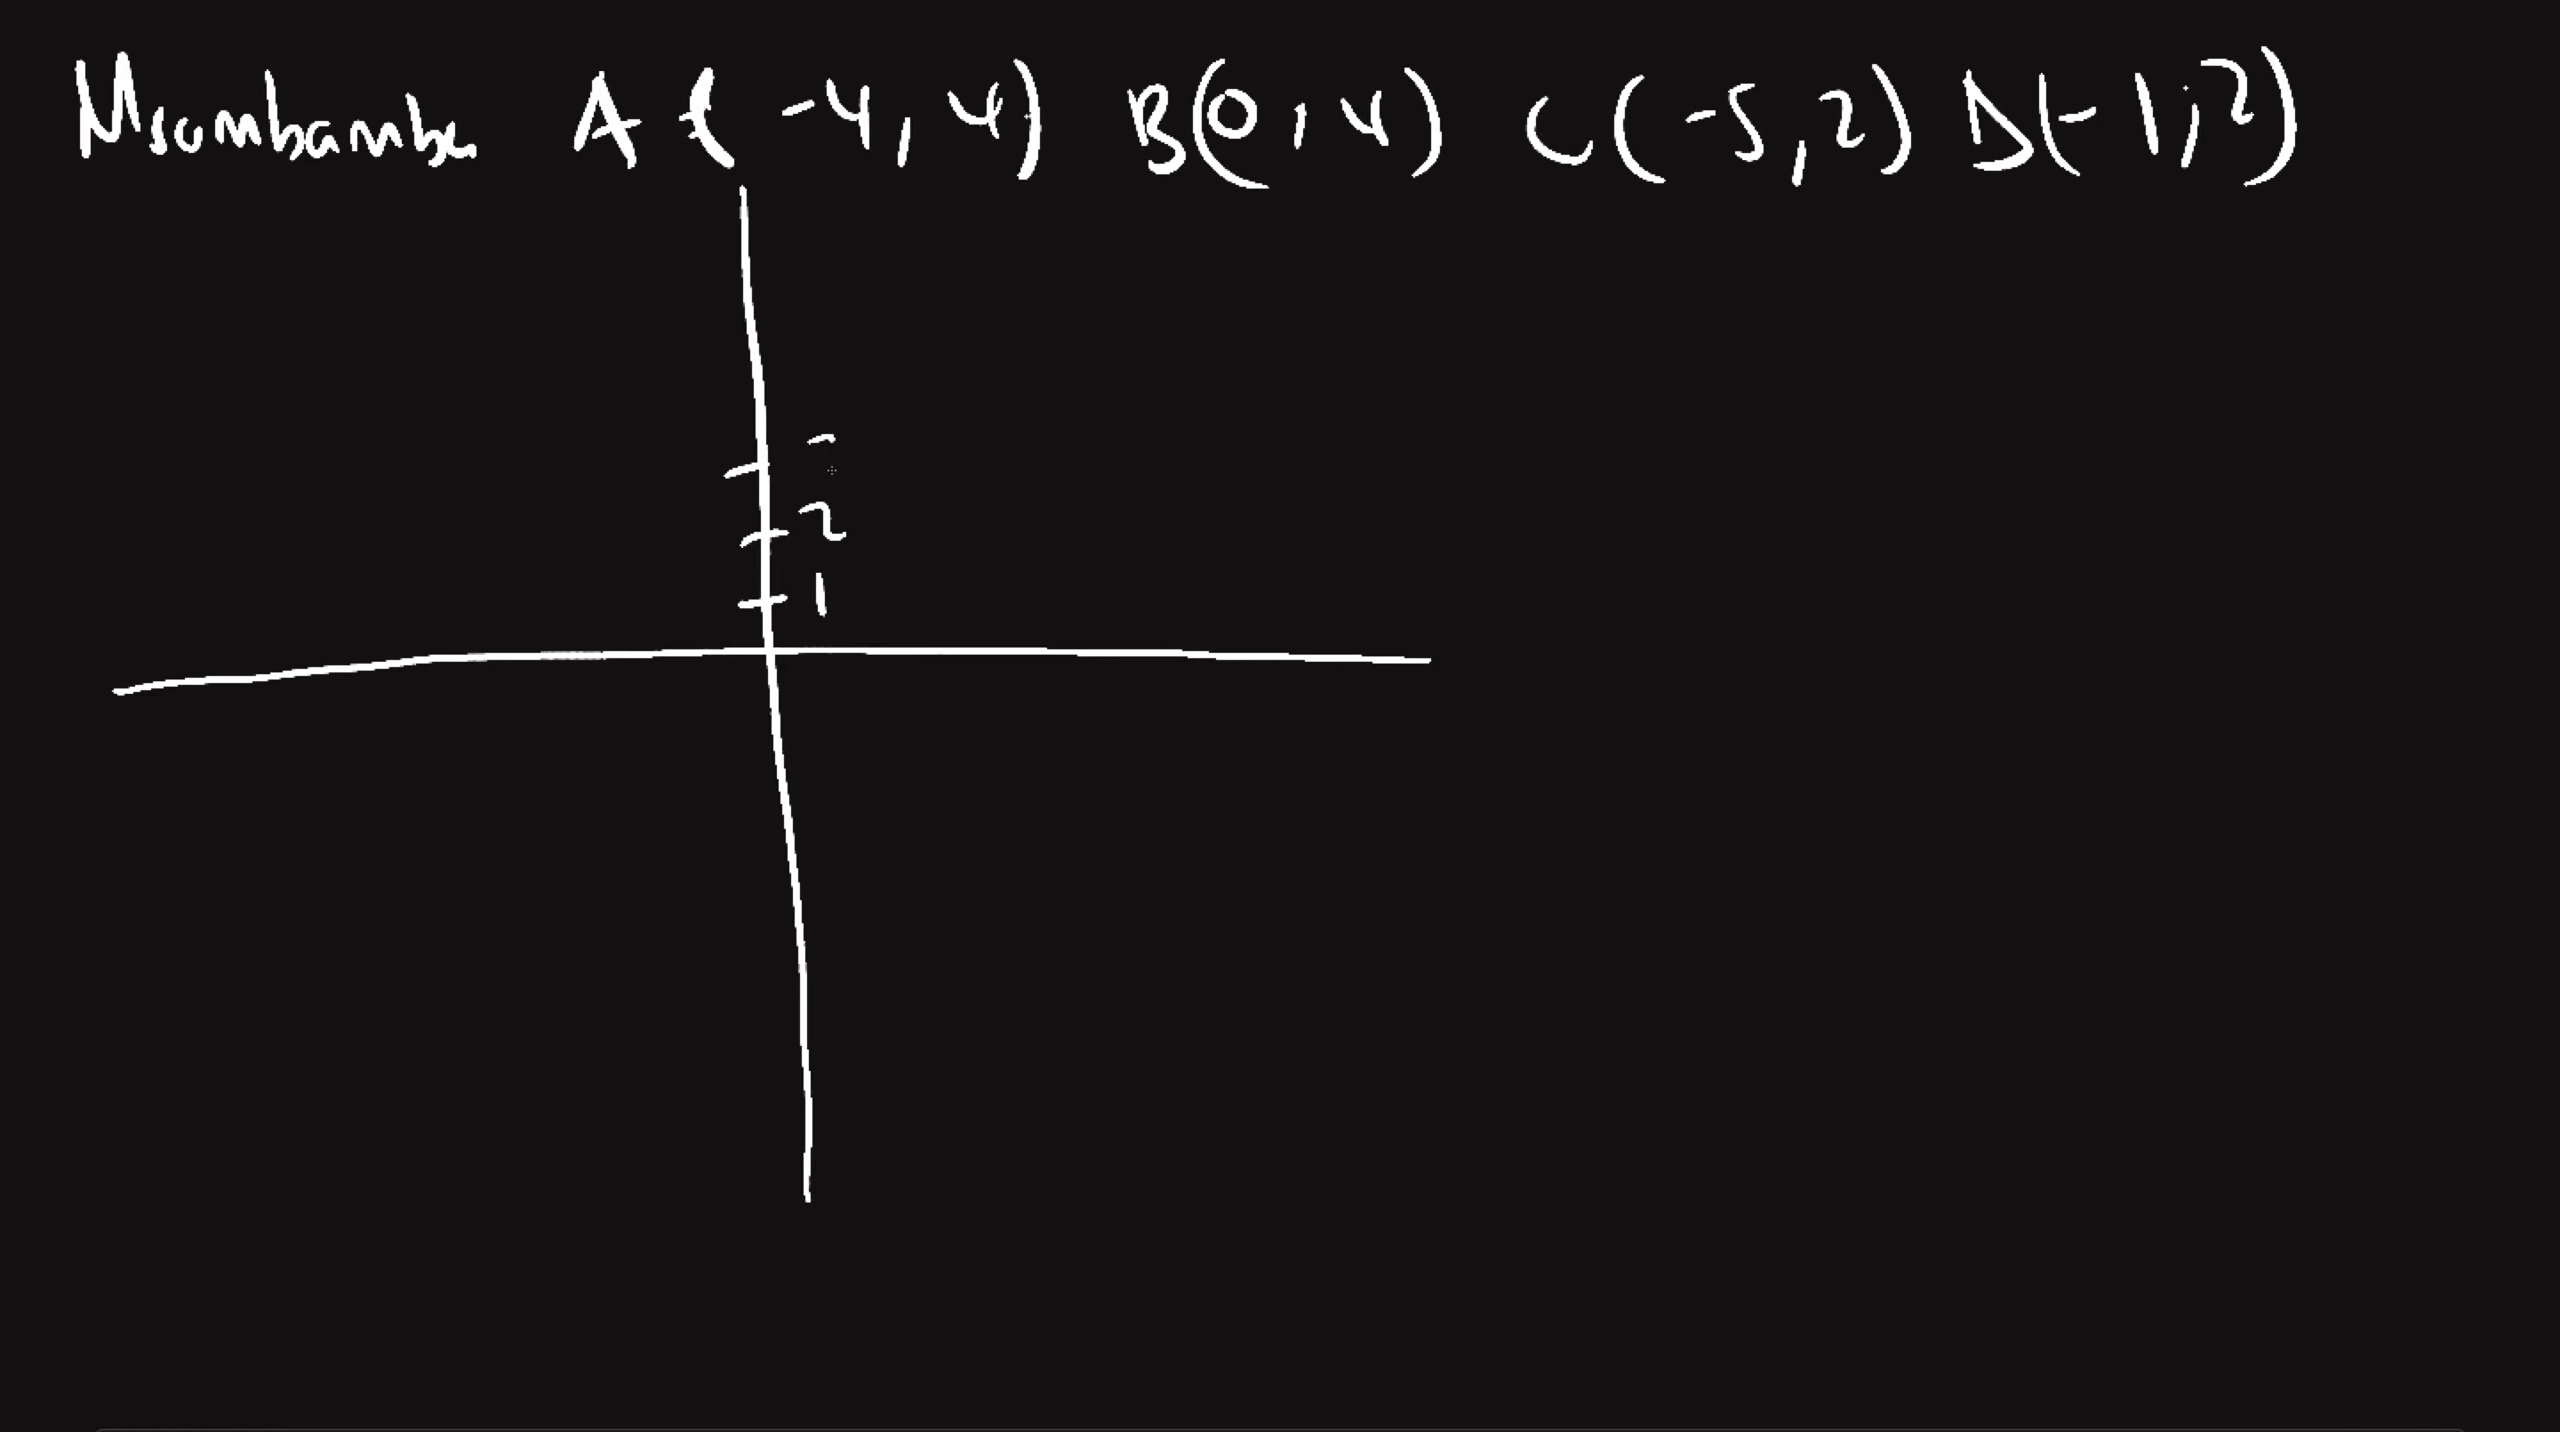 Msambamba A ( -4, 4) B(0, 4) C (-5, 2) D(-1; 2)
2
1